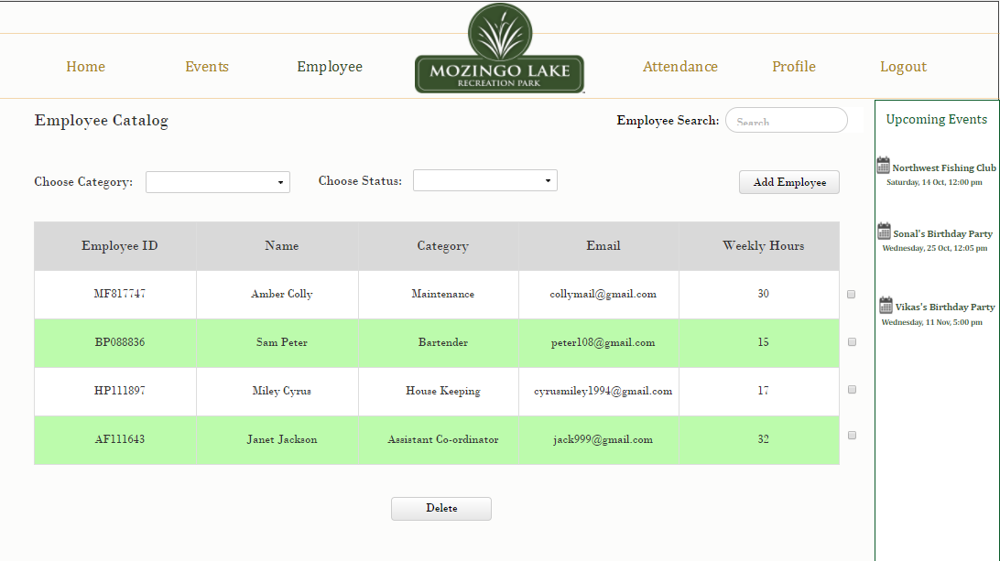 Home Events Employee MOZINGO LAKE RECREATION PARK Attendance Profile Logout
Employee Catalog
Employee Search: Search
Choose Category:
Choose Status:
Add Employee
Employee ID Name Category Email Weekly Hours
MF817747 Amber Colly Maintenance collymail@gmail.com 30
BP088836 Sam Peter Bartender peter108@gmail.com 15
HP111897 Miley Cyrus House Keeping cyrusmiley1994@gmail.com 17
AF111643 Janet Jackson Assistant Co-ordinator jack999@gmail.com 32
Delete
Upcoming Events
Northwest Fishing Club
Saturday, 14 Oct, 12:00 pm
Sonal's Birthday Party
Wednesday, 25 Oct, 12:05 pm
Vikas's Birthday Party
Wednesday, 11 Nov, 5:00 pm